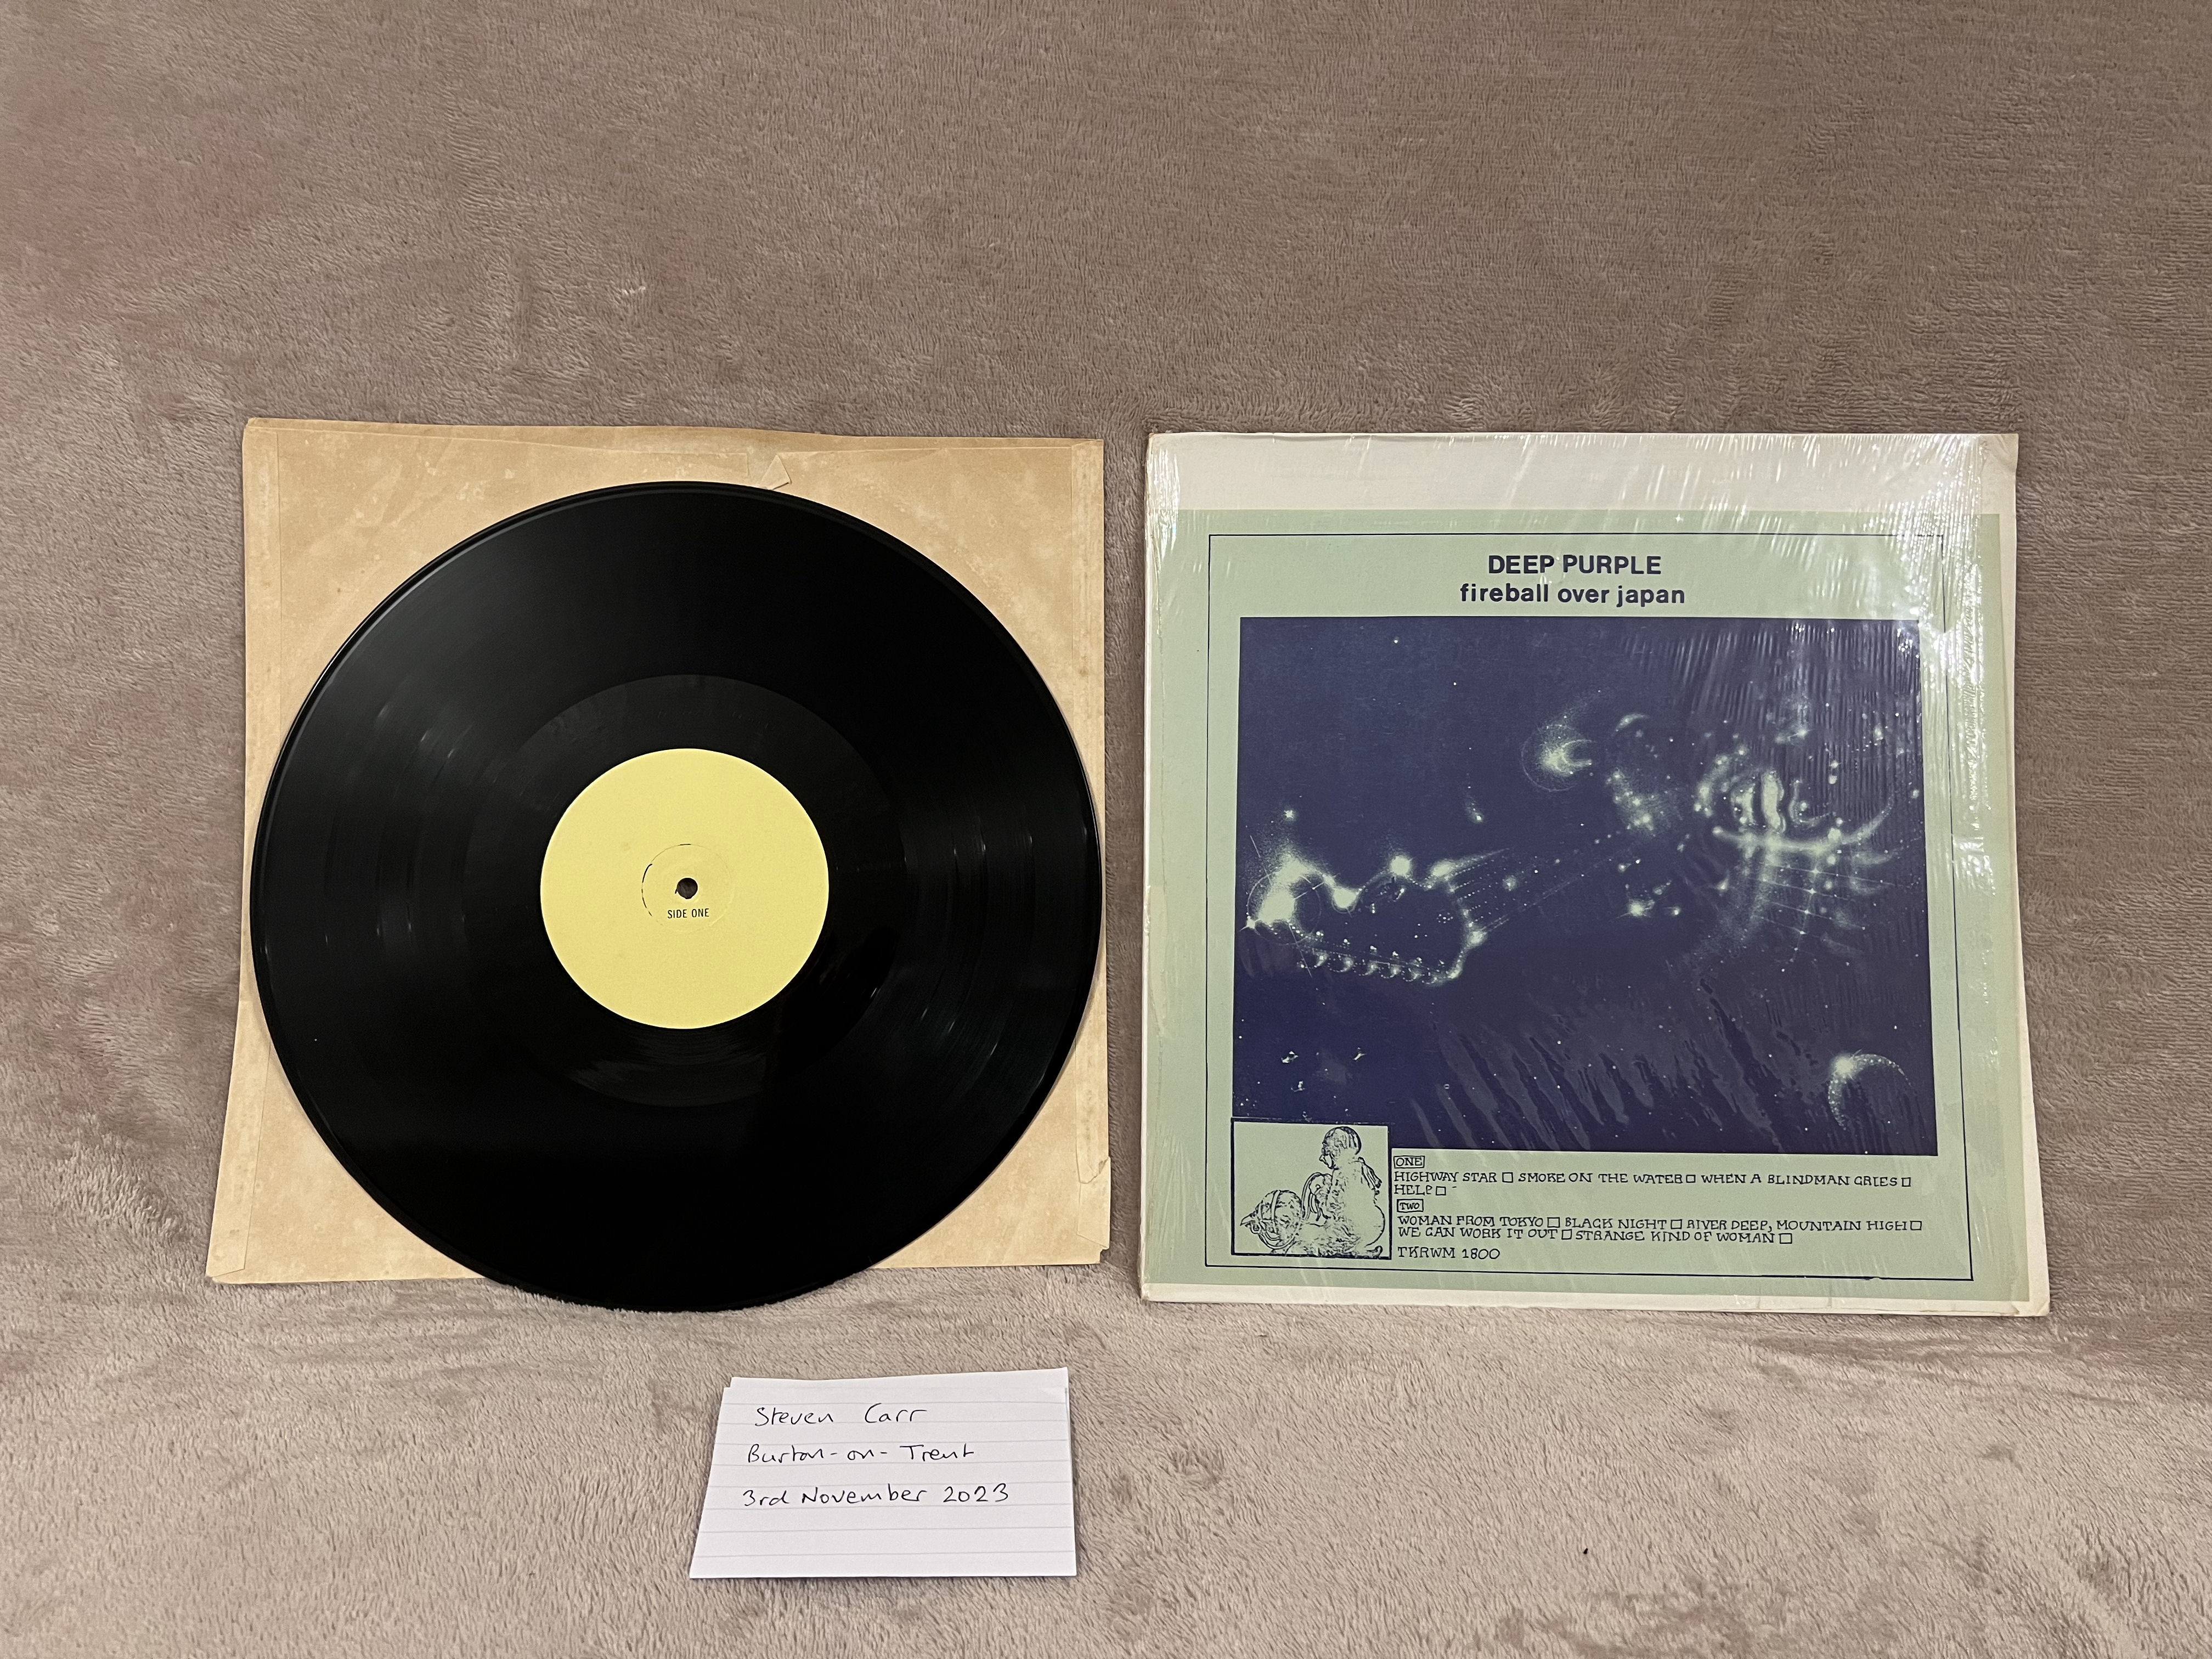 SIDE ONE
DEEP PURPLE
fireball over japan
ONE
HIGHWAY STAR □ SMOKE ON THE WATER □ WHEN A BLINDMAN CRIES □
HELP □
TWO
WOMAN FROM TOKYO □ BLACK NIGHT □ RIVER DEEP, MOUNTAIN HIGH □
WE CAN WORK IT OUT □ STRANGE KIND OF WOMAN □
TKRWM 1800
Steven Carr
Burton-on-Trent
3rd November 2023